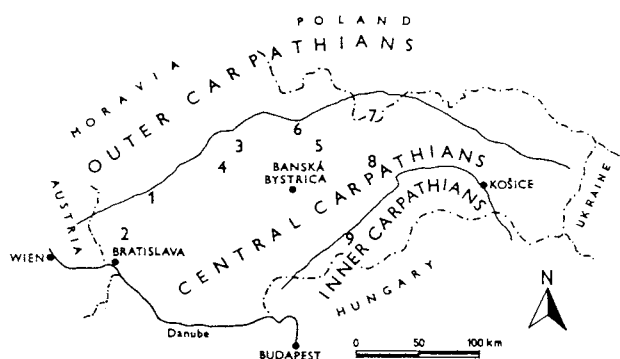 POLAND
MORAVIA
OUTER CARPATHIANS
7
6
3
5
4
8
BANSKÁ
BYSTRICA
1
AUSTRIA
CENTRAL CARPATHIANS
KOŠICE
UKRAINE
INNER CARPATHIANS
2
BRATISLAVA
WIEN
9
HUNGARY
N
Danube
BUDAPEST
0 50 100 km